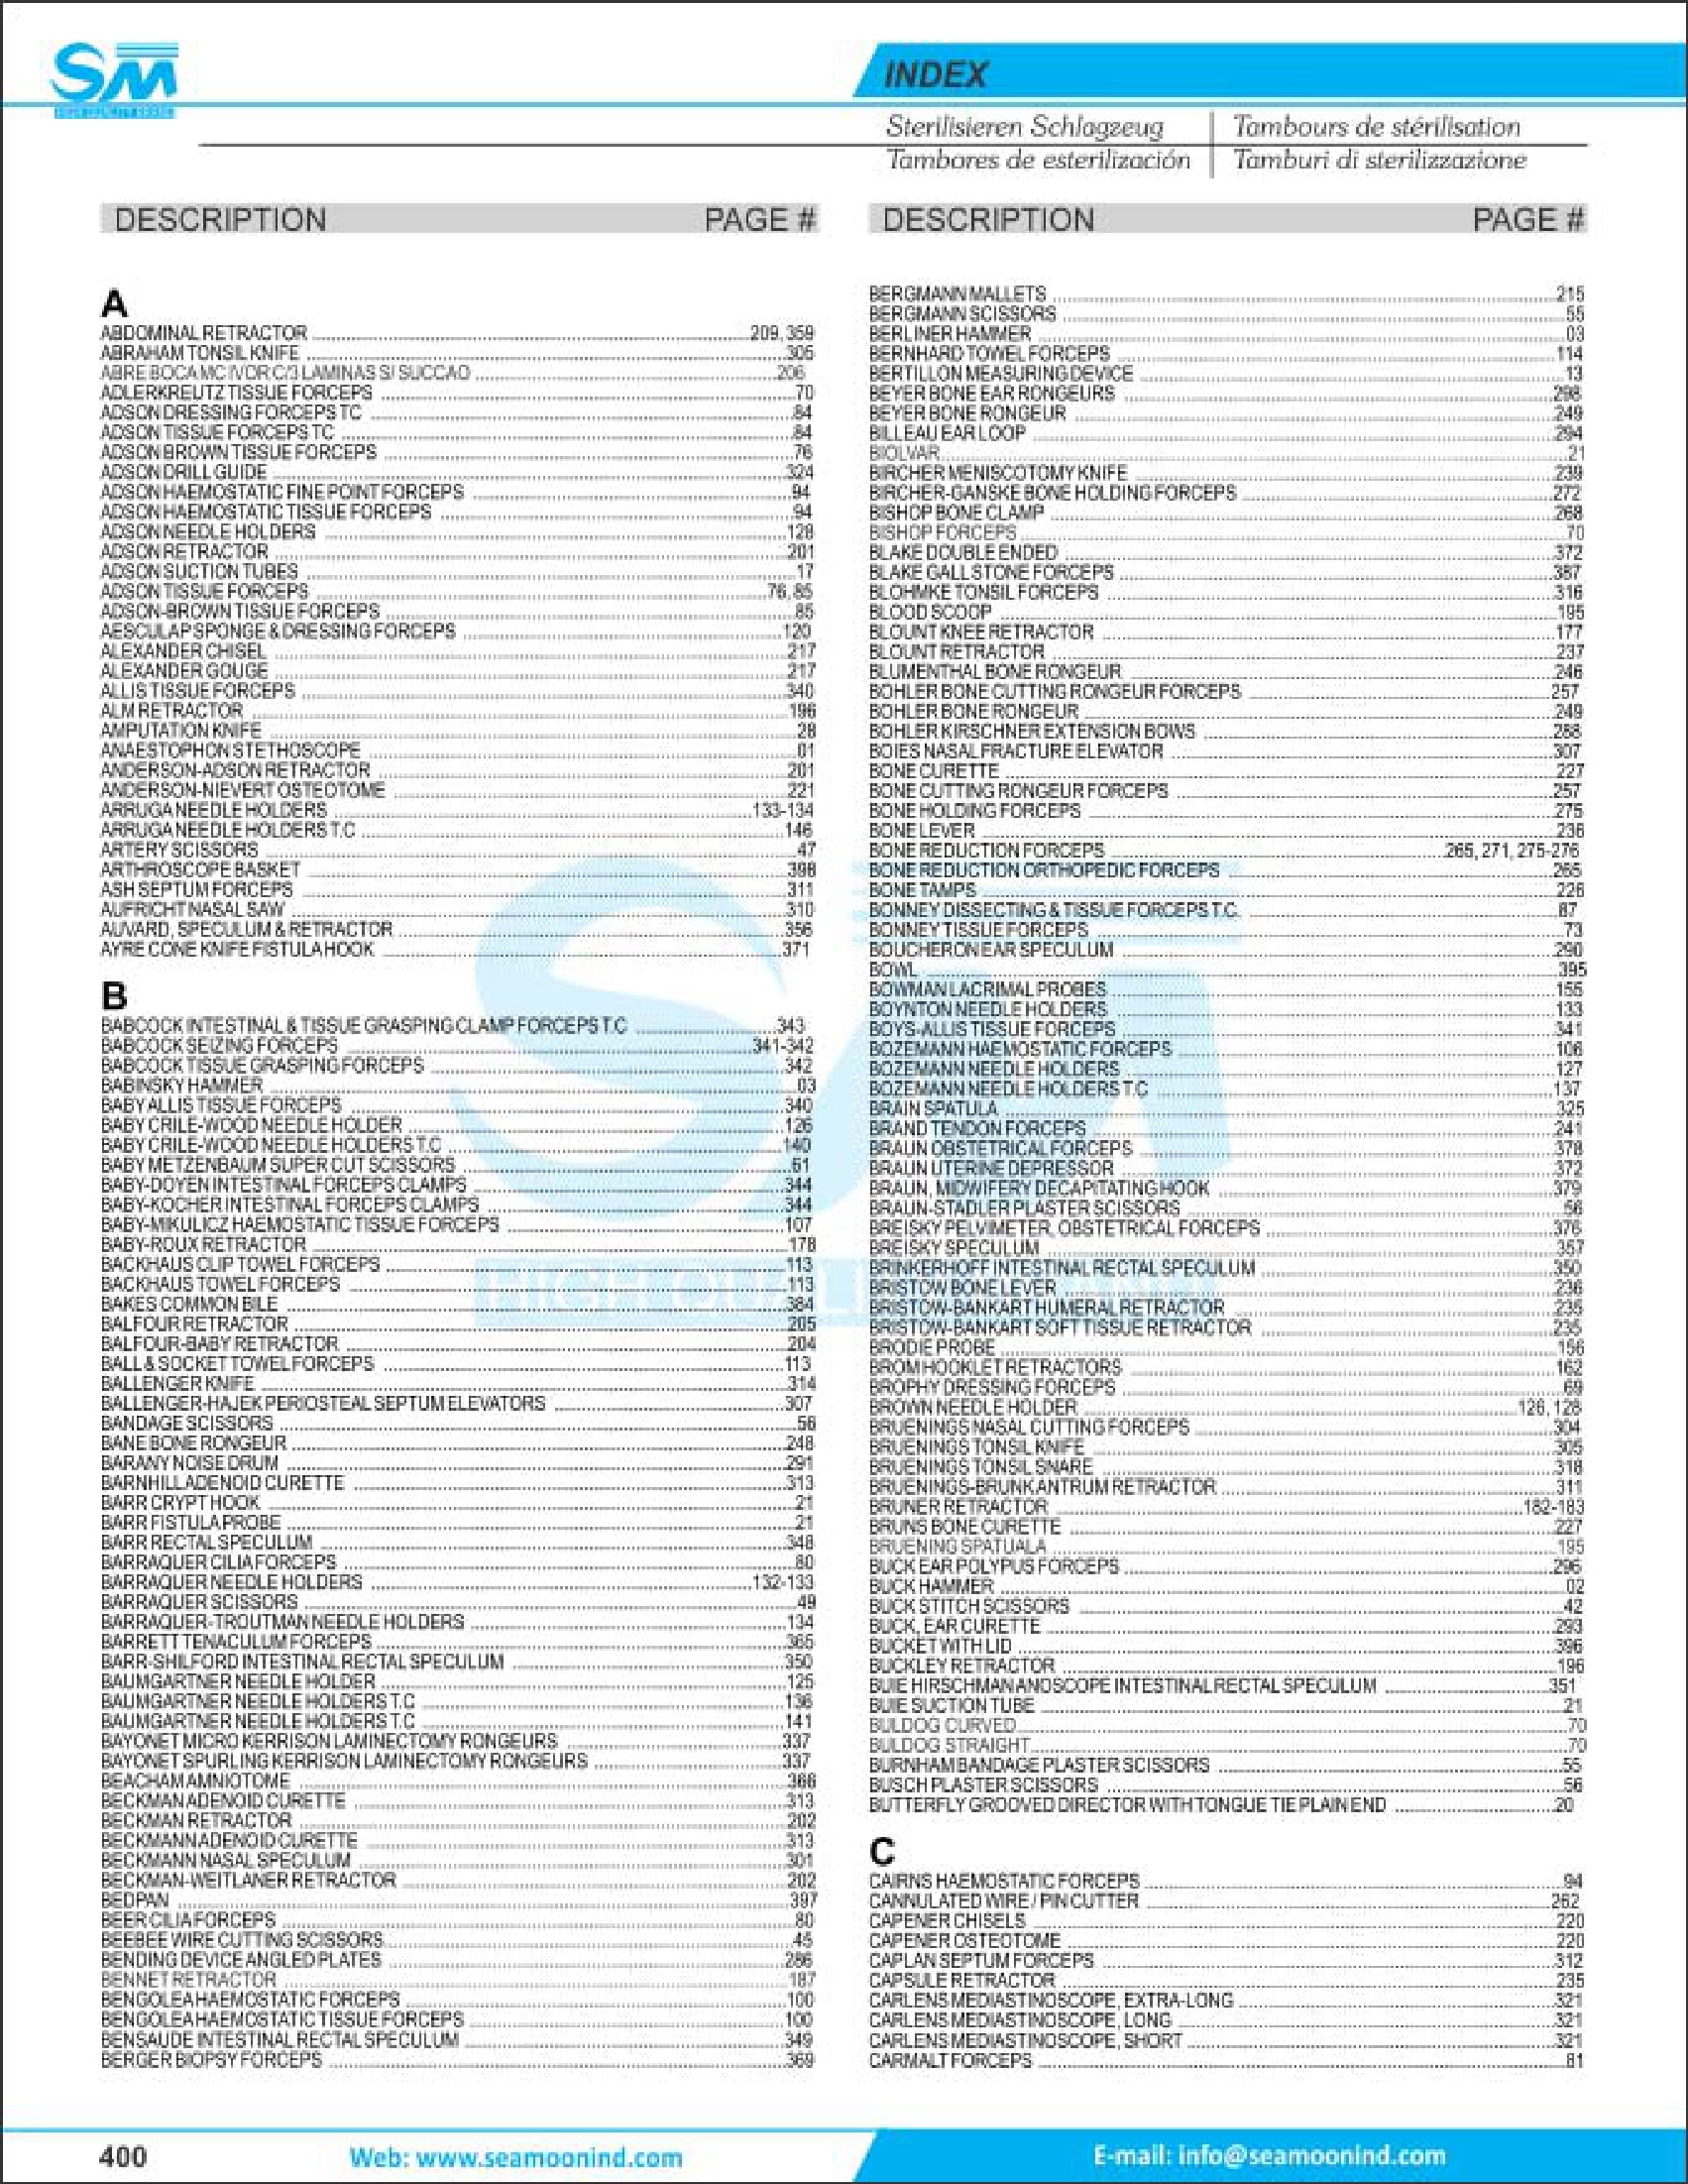 SM
INDEX
Sterilisieren Schlagzeug
Tambours de stérilisation
Tambores de esterilización
Tamburi di sterilizzazione
DESCRIPTION PAGE #
A
ABDOMINAL RETRACTOR 209, 359
ABRAHAM TONSIL KNIFE 305
ABRE BOCA MC IVOR C/3 LAMINAS S/ SUCCAO 206
ADLERKREUTZ TISSUE FORCEPS 70
ADSON DRESSING FORCEPS TC 84
ADSON TISSUE FORCEPS TC 84
ADSON BROWN TISSUE FORCEPS 76
ADSON DRILL GUIDE 324
ADSON HAEMOSTATIC FINE POINT FORCEPS 94
ADSON HAEMOSTATIC TISSUE FORCEPS 94
ADSON NEEDLE HOLDERS 128
ADSON RETRACTOR 201
ADSON SUCTION TUBES 17
ADSON TISSUE FORCEPS 76, 85
ADSON-BROWN TISSUE FORCEPS 85
AESCULAP SPONGE & DRESSING FORCEPS 120
ALEXANDER CHISEL 217
ALEXANDER GOUGE 217
ALLIS TISSUE FORCEPS 340
ALM RETRACTOR 196
AMPUTATION KNIFE 28
ANAESTOPHON STETHOSCOPE 01
ANDERSON-ADSON RETRACTOR 201
ANDERSON-NIEVERT OSTEOTOME 221
ARRUGA NEEDLE HOLDERS 133-134
ARRUGA NEEDLE HOLDERS T.C 146
ARTERY SCISSORS 47
ARTHROSCOPE BASKET 398
ASH SEPTUM FORCEPS 311
AUFRICHT NASAL SAW 310
AUVARD, SPECULUM & RETRACTOR 356
AYRE CONE KNIFE FISTULA HOOK 371
B
BABCOCK INTESTINAL & TISSUE GRASPING CLAMP FORCEPS T.C 343
BABCOCK SEIZING FORCEPS 341-342
BABCOCK TISSUE GRASPING FORCEPS 342
BABINSKY HAMMER 03
BABY ALLIS TISSUE FORCEPS 340
BABY CRILE-WOOD NEEDLE HOLDER 126
BABY CRILE-WOOD NEEDLE HOLDERS T.C 140
BABY METZENBAUM SUPER CUT SCISSORS 61
BABY-DOYEN INTESTINAL FORCEPS CLAMPS 344
BABY-KOCHER INTESTINAL FORCEPS CLAMPS 344
BABY-MIKULICZ HAEMOSTATIC TISSUE FORCEPS 107
BABY-ROUX RETRACTOR 178
BACKHAUS CLIP TOWEL FORCEPS 113
BACKHAUS TOWEL FORCEPS 113
BAKES COMMON BILE 384
BALFOUR RETRACTOR 205
BALFOUR-BABY RETRACTOR 204
BALL & SOCKET TOWEL FORCEPS 113
BALLENGER KNIFE 314
BALLENGER-HAJEK PERIOSTEAL SEPTUM ELEVATORS 307
BANDAGE SCISSORS 56
BANE BONE RONGEUR 248
BARANY NOISE DRUM 291
BARNHILL ADENOID CURETTE 313
BARR CRYPT HOOK 21
BARR FISTULA PROBE 21
BARR RECTAL SPECULUM 348
BARRAQUER CILIA FORCEPS 80
BARRAQUER NEEDLE HOLDERS 132-133
BARRAQUER SCISSORS 49
BARRAQUER-TROUTMAN NEEDLE HOLDERS 134
BARRETT TENACULUM FORCEPS 365
BARR-SHILFORD INTESTINAL RECTAL SPECULUM 350
BAUMGARTNER NEEDLE HOLDER 125
BAUMGARTNER NEEDLE HOLDERS T.C 136
BAUMGARTNER NEEDLE HOLDERS T.C 141
BAYONET MICRO KERRISON LAMINECTOMY RONGEURS 337
BAYONET SPURLING KERRISON LAMINECTOMY RONGEURS 337
BEACHAM AMNIOTOME 366
BECKMAN ADENOID CURETTE 313
BECKMAN RETRACTOR 202
BECKMANN ADENOID CURETTE 313
BECKMANN NASAL SPECULUM 301
BECKMAN-WEITLANER RETRACTOR 202
BEDPAN 397
BEER CILIA FORCEPS 80
BEEBEE WIRE CUTTING SCISSORS 45
BENDING DEVICE ANGLED PLATES 286
BENNET RETRACTOR 187
BENGOLEA HAEMOSTATIC FORCEPS 100
BENGOLEA HAEMOSTATIC TISSUE FORCEPS 100
BENSAUDE INTESTINAL RECTAL SPECULUM 349
BERGER BIOPSY FORCEPS 369
DESCRIPTION PAGE #
BERGMANN MALLETS 215
BERGMANN SCISSORS 55
BERLINER HAMMER 03
BERNHARD TOWEL FORCEPS 114
BERTILLON MEASURING DEVICE 13
BEYER BONE EAR RONGEURS 298
BEYER BONE RONGEUR 249
BILLEAU EAR LOOP 294
BIOLVAR 21
BIRCHER MENISCOTOMY KNIFE 239
BIRCHER-GANSKE BONE HOLDING FORCEPS 272
BISHOP BONE CLAMP 268
BISHOP FORCEPS 70
BLAKE DOUBLE ENDED 372
BLAKE GALL STONE FORCEPS 387
BLOHMKE TONSIL FORCEPS 316
BLOOD SCOOP 195
BLOUNT KNEE RETRACTOR 177
BLOUNT RETRACTOR 237
BLUMENTHAL BONE RONGEUR 246
BOHLER BONE CUTTING RONGEUR FORCEPS 257
BOHLER BONE RONGEUR 249
BOHLER KIRSCHNER EXTENSION BOWS 288
BOIES NASAL FRACTURE ELEVATOR 307
BONE CURETTE 227
BONE CUTTING RONGEUR FORCEPS 257
BONE HOLDING FORCEPS 275
BONE LEVER 236
BONE REDUCTION FORCEPS 265, 271, 275-276
BONE REDUCTION ORTHOPEDIC FORCEPS 265
BONE TAMPS 226
BONNEY DISSECTING & TISSUE FORCEPS T.C. 87
BONNEY TISSUE FORCEPS 73
BOUCHERON EAR SPECULUM 290
BOWL 395
BOWMAN LACRIMAL PROBES 155
BOYNTON NEEDLE HOLDERS 133
BOYS-ALLIS TISSUE FORCEPS 341
BOZEMANN HAEMOSTATIC FORCEPS 106
BOZEMANN NEEDLE HOLDERS 127
BOZEMANN NEEDLE HOLDERS T.C 137
BRAIN SPATULA 325
BRAND TENDON FORCEPS 241
BRAUN OBSTETRICAL FORCEPS 378
BRAUN UTERINE DEPRESSOR 372
BRAUN, MIDWIFERY DECAPITATING HOOK 379
BRAUN-STADLER PLASTER SCISSORS 56
BREISKY PELVIMETER, OBSTETRICAL FORCEPS 376
BREISKY SPECULUM 357
BRINKERHOFF INTESTINAL RECTAL SPECULUM 350
BRISTOW BONE LEVER 236
BRISTOW-BANKART HUMERAL RETRACTOR 235
BRISTOW-BANKART SOFT TISSUE RETRACTOR 235
BRODIE PROBE 156
BROM HOOKLET RETRACTORS 162
BROPHY DRESSING FORCEPS 69
BROWN NEEDLE HOLDER 126, 128
BRUENINGS NASAL CUTTING FORCEPS 304
BRUENINGS TONSIL KNIFE 305
BRUENINGS TONSIL SNARE 318
BRUENINGS-BRUNK ANTRUM RETRACTOR 311
BRUNER RETRACTOR 182-183
BRUNS BONE CURETTE 227
BRUENING SPATUALA 195
BUCK EAR POLYPUS FORCEPS 296
BUCK HAMMER 02
BUCK STITCH SCISSORS 42
BUCK, EAR CURETTE 293
BUCKET WITH LID 396
BUCKLEY RETRACTOR 196
BUIE HIRSCHMAN ANOSCOPE INTESTINAL RECTAL SPECULUM 351
BUIE SUCTION TUBE 21
BULDOG CURVED 70
BULDOG STRAIGHT 70
BURNHAM BANDAGE PLASTER SCISSORS 55
BUSCH PLASTER SCISSORS 56
BUTTERFLY GROOVED DIRECTOR WITH TONGUE TIE PLAIN END 20
C
CAIRNS HAEMOSTATIC FORCEPS 94
CANNULATED WIRE / PIN CUTTER 262
CAPENER CHISELS 220
CAPENER OSTEOTOME 220
CAPLAN SEPTUM FORCEPS 312
CAPSULE RETRACTOR 235
CARLENS MEDIASTINOSCOPE, EXTRA-LONG 321
CARLENS MEDIASTINOSCOPE, LONG 321
CARLENS MEDIASTINOSCOPE, SHORT 321
CARMALT FORCEPS 81
400
Web: www.seamoonind.com
E-mail: info@seamoonind.com